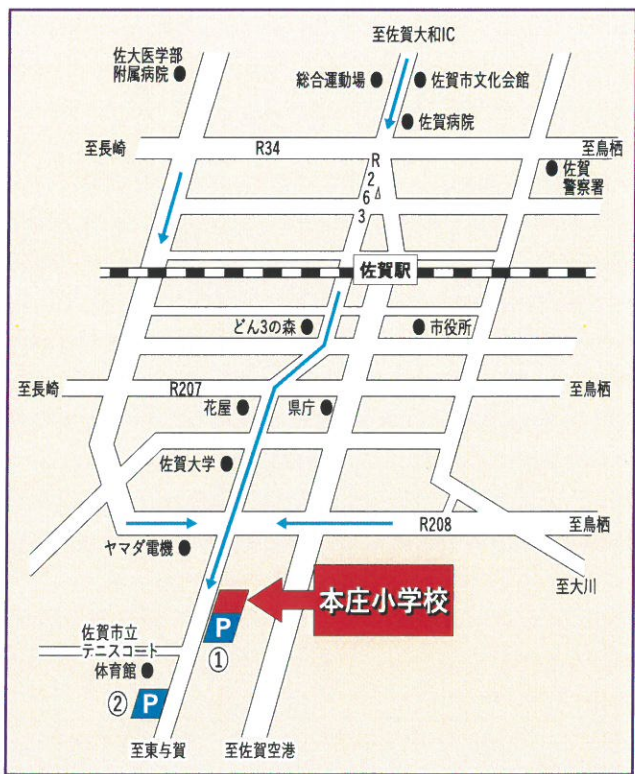 至佐賀大和IC
佐大医学部
附属病院
総合運動場
佐賀市文化会館
佐賀病院
至長崎
R34
至鳥栖
R263
佐賀
警察署
佐賀駅
どん3の森
市役所
至長崎
R207
至鳥栖
花屋
県庁
佐賀大学
R208
至鳥栖
ヤマダ電機
至大川
本庄小学校
P
①
佐賀市立
テニスコート
体育館
②
P
至東与賀
至佐賀空港